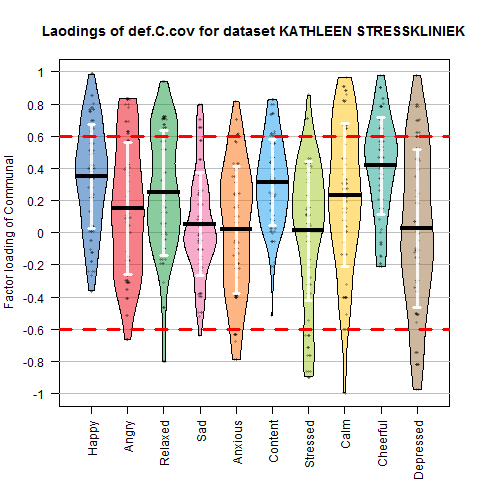 Laodings of def.C.cov for dataset KATHLEEN STRESSKLINIEK
Factor loading of Communal
1
0.8
0.6
0.4
0.2
0
-0.2
-0.4
-0.6
-0.8
-1
Happy
Angry
Relaxed
Sad
Anxious
Content
Stressed
Calm
Cheerful
Depressed